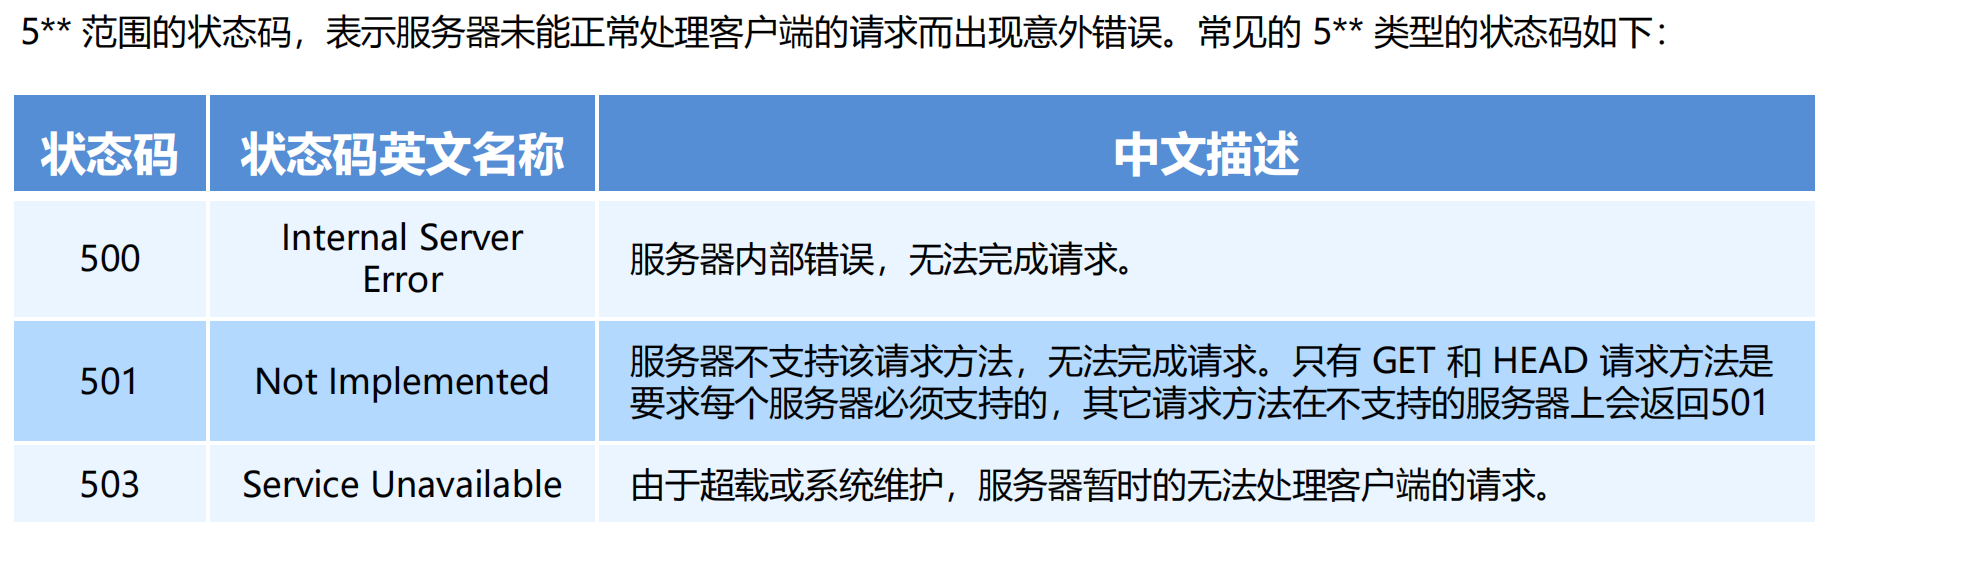 5** 范围的状态码，表示服务器未能正常处理客户端的请求而出现意外错误。常见的 5** 类型的状态码如下：
状态码 状态码英文名称 中文描述
500 Internal Server Error 服务器内部错误，无法完成请求。
501 Not Implemented 服务器不支持该请求方法，无法完成请求。只有 GET 和 HEAD 请求方法是
要求每个服务器必须支持的，其它请求方法在不支持的服务器上会返回501
503 Service Unavailable 由于超载或系统维护，服务器暂时的无法处理客户端的请求。